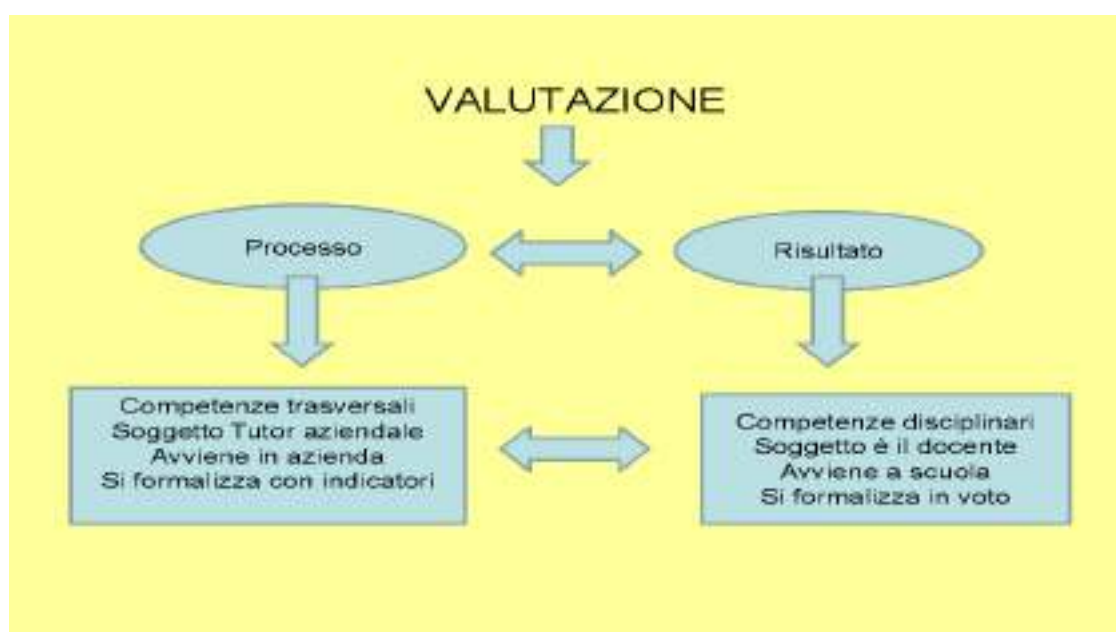 VALUTAZIONE
Processo
Risultato
Competenze trasversali
Soggetto Tutor aziendale
Avviene in azienda
Si formalizza con indicatori
Competenze disciplinari
Soggetto è il docente
Avviene a scuola
Si formalizza in voto